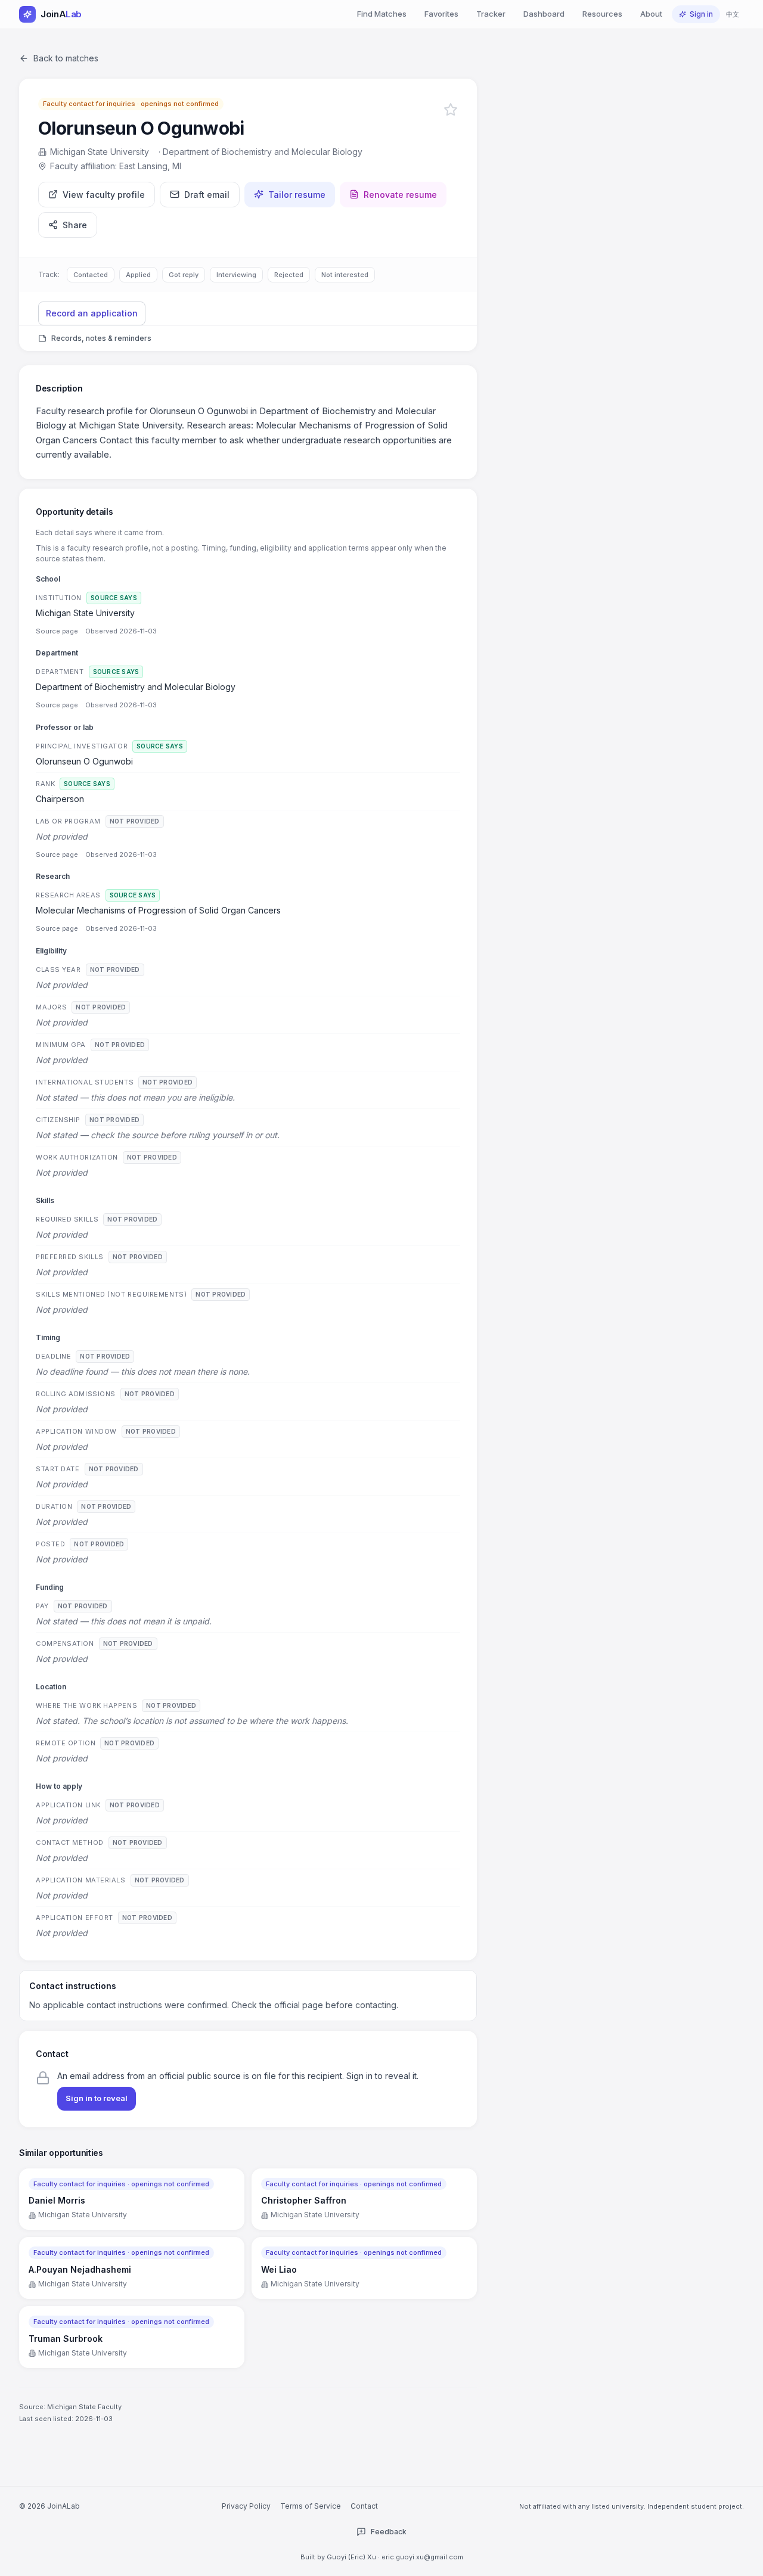 JoinALab
Find Matches
Favorites
Tracker
Dashboard
Resources
About
Sign in
中文
Back to matches
Faculty contact for inquiries · openings not confirmed
Olorunseun O Ogunwobi
Michigan State University · Department of Biochemistry and Molecular Biology
Faculty affiliation: East Lansing, MI
View faculty profile
Draft email
Tailor resume
Renovate resume
Share
Track:
Contacted
Applied
Got reply
Interviewing
Rejected
Not interested
Record an application
Records, notes & reminders
Description
Faculty research profile for Olorunseun O Ogunwobi in Department of Biochemistry and Molecular
Biology at Michigan State University. Research areas: Molecular Mechanisms of Progression of Solid
Organ Cancers Contact this faculty member to ask whether undergraduate research opportunities are
currently available.
Opportunity details
Each detail says where it came from.
This is a faculty research profile, not a posting. Timing, funding, eligibility and application terms appear only when the
source states them.
School
INSTITUTION SOURCE SAYS
Michigan State University
Source page Observed 2026-11-03
Department
DEPARTMENT SOURCE SAYS
Department of Biochemistry and Molecular Biology
Source page Observed 2026-11-03
Professor or lab
PRINCIPAL INVESTIGATOR SOURCE SAYS
Olorunseun O Ogunwobi
RANK SOURCE SAYS
Chairperson
LAB OR PROGRAM NOT PROVIDED
Not provided
Source page Observed 2026-11-03
Research
RESEARCH AREAS SOURCE SAYS
Molecular Mechanisms of Progression of Solid Organ Cancers
Source page Observed 2026-11-03
Eligibility
CLASS YEAR NOT PROVIDED
Not provided
MAJORS NOT PROVIDED
Not provided
MINIMUM GPA NOT PROVIDED
Not provided
INTERNATIONAL STUDENTS NOT PROVIDED
Not stated — this does not mean you are ineligible.
CITIZENSHIP NOT PROVIDED
Not stated — check the source before ruling yourself in or out.
WORK AUTHORIZATION NOT PROVIDED
Not provided
Skills
REQUIRED SKILLS NOT PROVIDED
Not provided
PREFERRED SKILLS NOT PROVIDED
Not provided
SKILLS MENTIONED (NOT REQUIREMENTS) NOT PROVIDED
Not provided
Timing
DEADLINE NOT PROVIDED
No deadline found — this does not mean there is none.
ROLLING ADMISSIONS NOT PROVIDED
Not provided
APPLICATION WINDOW NOT PROVIDED
Not provided
START DATE NOT PROVIDED
Not provided
DURATION NOT PROVIDED
Not provided
POSTED NOT PROVIDED
Not provided
Funding
PAY NOT PROVIDED
Not stated — this does not mean it is unpaid.
COMPENSATION NOT PROVIDED
Not provided
Location
WHERE THE WORK HAPPENS NOT PROVIDED
Not stated. The school's location is not assumed to be where the work happens.
REMOTE OPTION NOT PROVIDED
Not provided
How to apply
APPLICATION LINK NOT PROVIDED
Not provided
CONTACT METHOD NOT PROVIDED
Not provided
APPLICATION MATERIALS NOT PROVIDED
Not provided
APPLICATION EFFORT NOT PROVIDED
Not provided
Contact instructions
No applicable contact instructions were confirmed. Check the official page before contacting.
Contact
An email address from an official public source is on file for this recipient. Sign in to reveal it.
Sign in to reveal
Similar opportunities
Faculty contact for inquiries · openings not confirmed
Daniel Morris
Michigan State University
Faculty contact for inquiries · openings not confirmed
Christopher Saffron
Michigan State University
Faculty contact for inquiries · openings not confirmed
A.Pouyan Nejadhashemi
Michigan State University
Faculty contact for inquiries · openings not confirmed
Wei Liao
Michigan State University
Faculty contact for inquiries · openings not confirmed
Truman Surbrook
Michigan State University
Source: Michigan State Faculty
Last seen listed: 2026-11-03
© 2026 JoinALab
Privacy Policy
Terms of Service
Contact
Not affiliated with any listed university. Independent student project.
Feedback
Built by Guoyi (Eric) Xu · eric.guoyi.xu@gmail.com